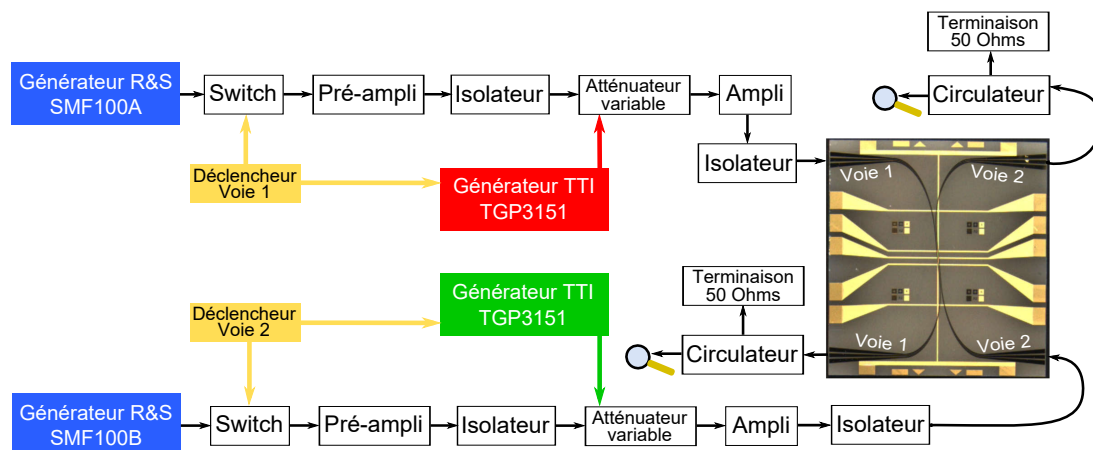 Terminaison
50 Ohms
Générateur R&S
SMF100A
Switch
Pré-ampli
Isolateur
Atténuateur
variable
Ampli
Circulateur
Isolateur
Déclencheur
Voie 1
Générateur TTI
TGP3151
Voie 1
Voie 2
Générateur TTI
TGP3151
Terminaison
50 Ohms
Déclencheur
Voie 2
Circulateur
Voie 1
Voie 2
Générateur R&S
SMF100B
Switch
Pré-ampli
Isolateur
Atténuateur
variable
Ampli
Isolateur